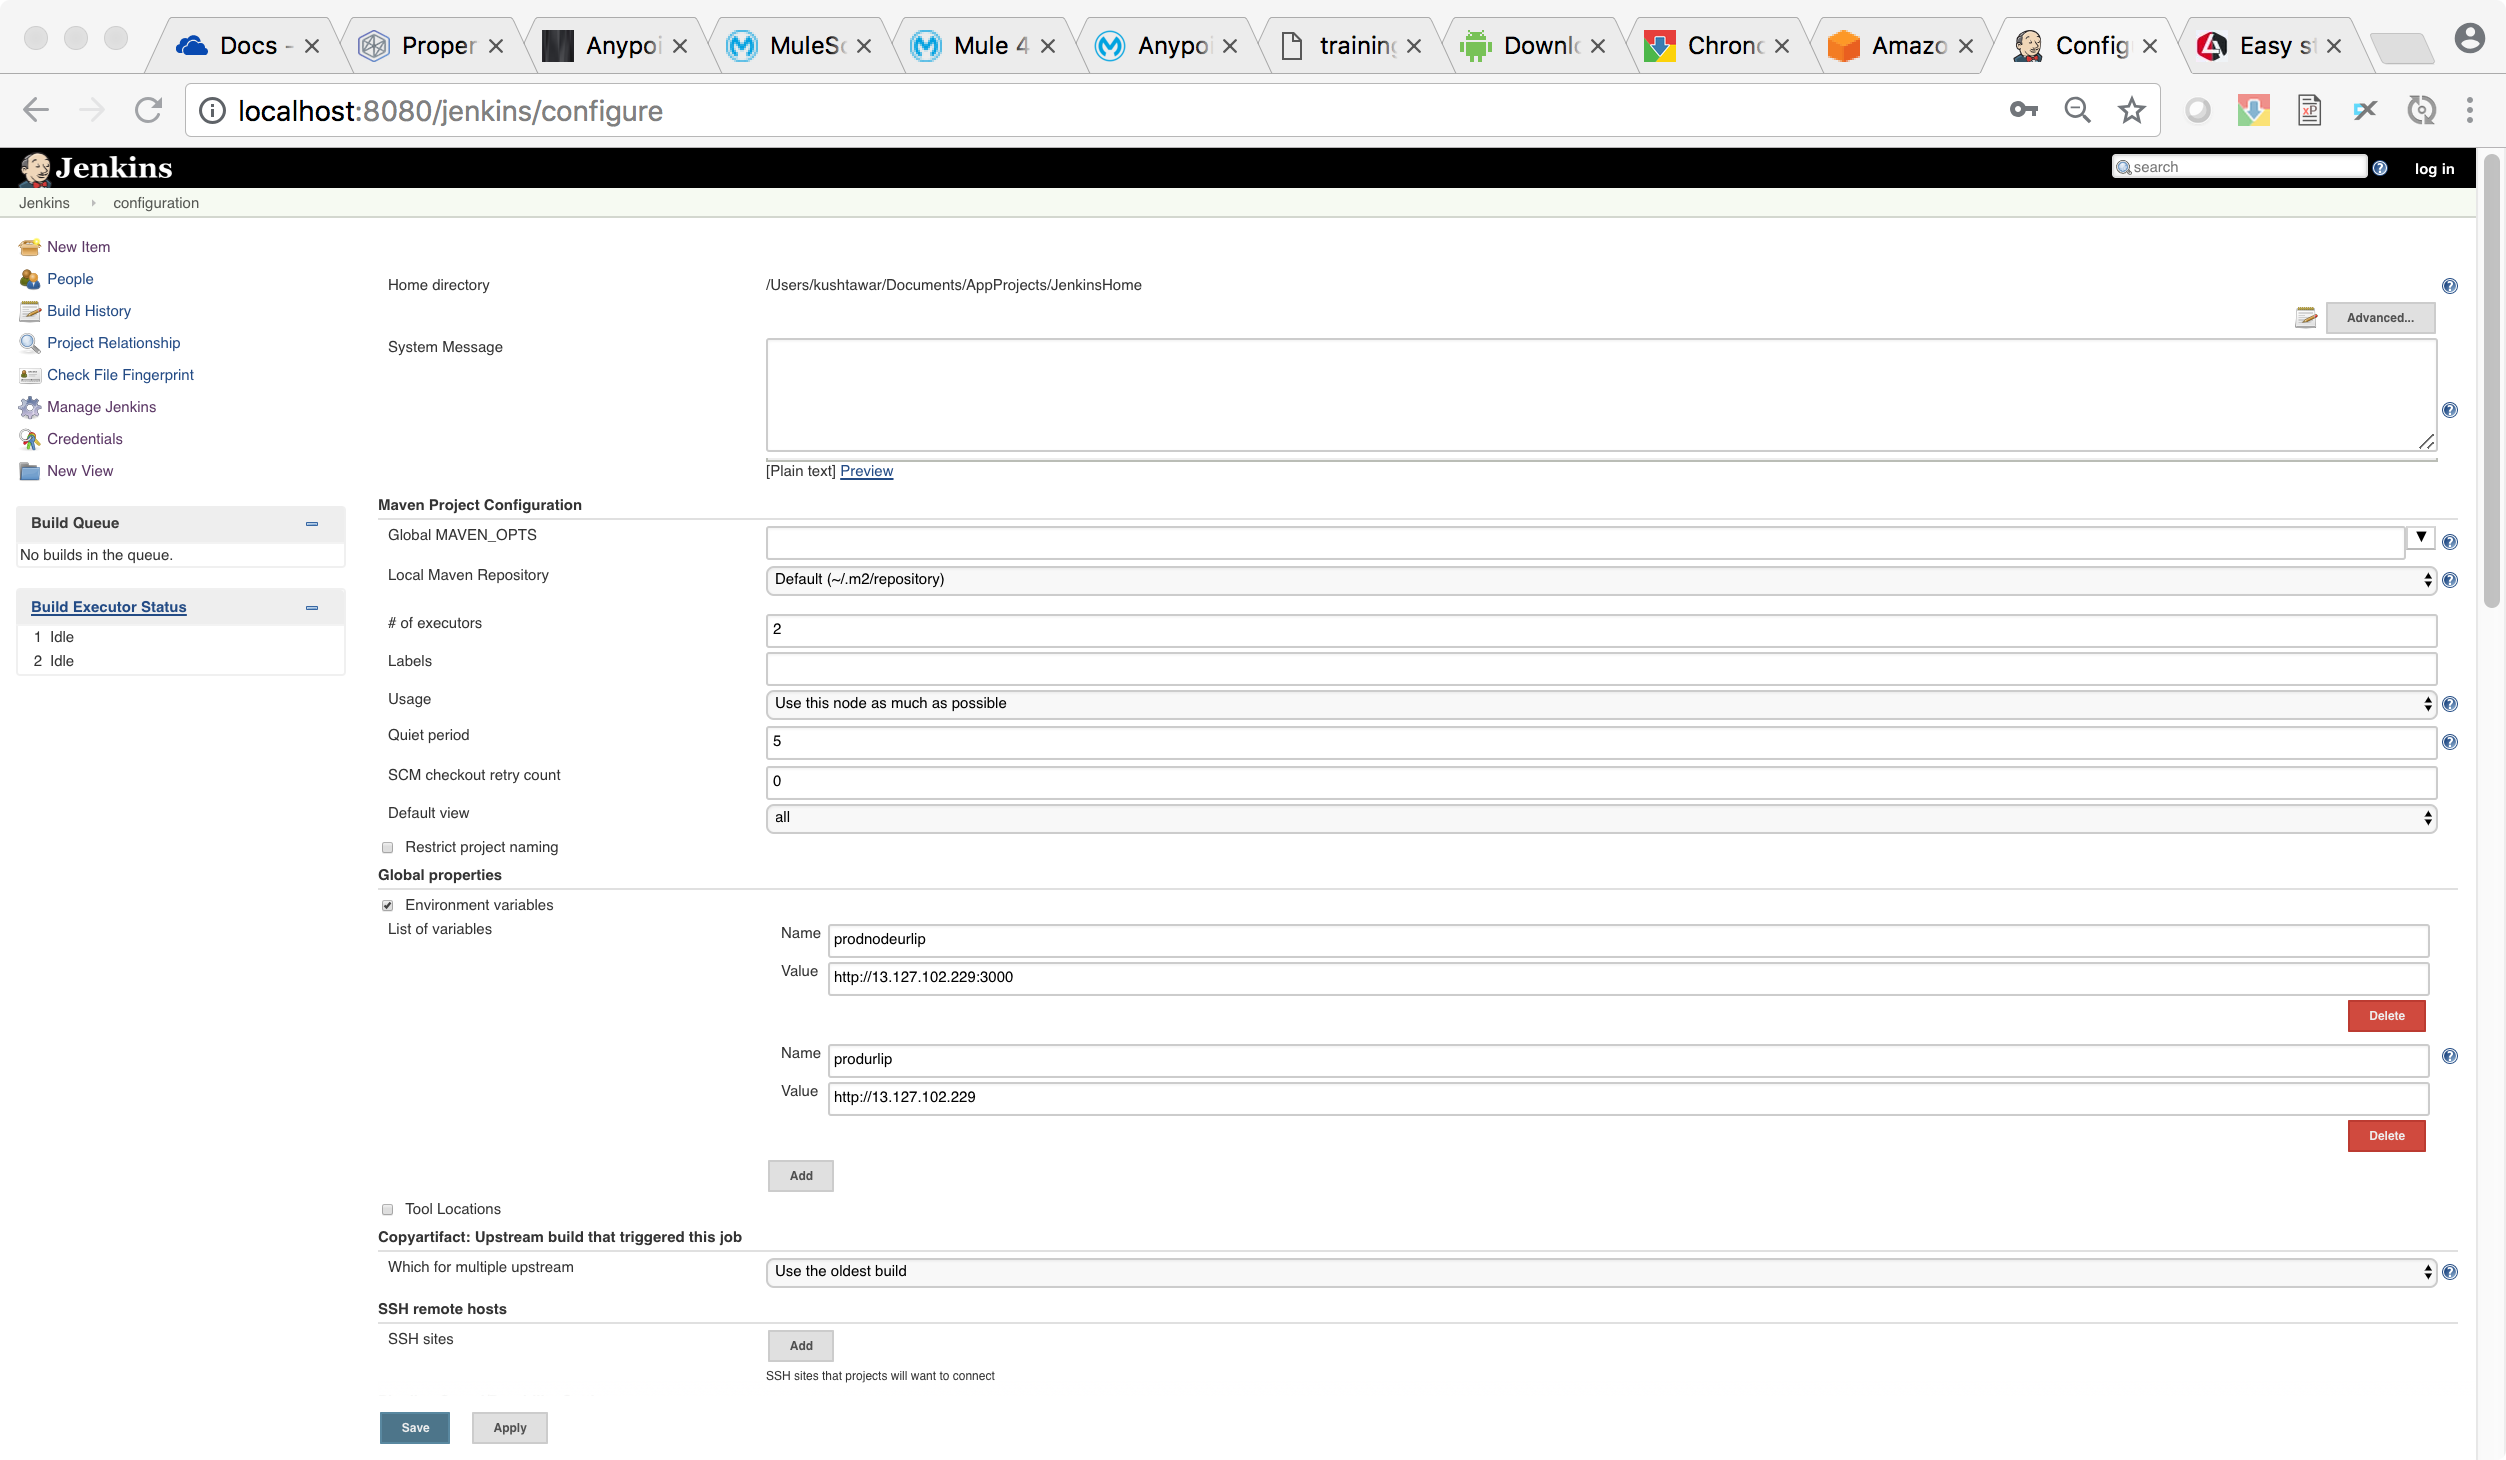 Docs -
Proper
Anypoi
MuleSo
Mule 4
Anypoi
training
Downlo
Chrono
Amazo
Config
Easy st
localhost:8080/jenkins/configure
Jenkins
search
log in
Jenkins configuration
New Item
People
Build History
Project Relationship
Check File Fingerprint
Manage Jenkins
Credentials
New View
Build Queue
No builds in the queue.
Build Executor Status
1 Idle
2 Idle
Home directory /Users/kushtawar/Documents/AppProjects/JenkinsHome
Advanced...
System Message
[Plain text] Preview
Maven Project Configuration
Global MAVEN_OPTS
Local Maven Repository Default (~/.m2/repository)
# of executors 2
Labels
Usage Use this node as much as possible
Quiet period 5
SCM checkout retry count 0
Default view all
Restrict project naming
Global properties
Environment variables
List of variables
Name prodnodeurlip
Value http://13.127.102.229:3000
Delete
Name produrlip
Value http://13.127.102.229
Delete
Add
Tool Locations
Copyartifact: Upstream build that triggered this job
Which for multiple upstream Use the oldest build
SSH remote hosts
SSH sites Add
SSH sites that projects will want to connect
Save Apply